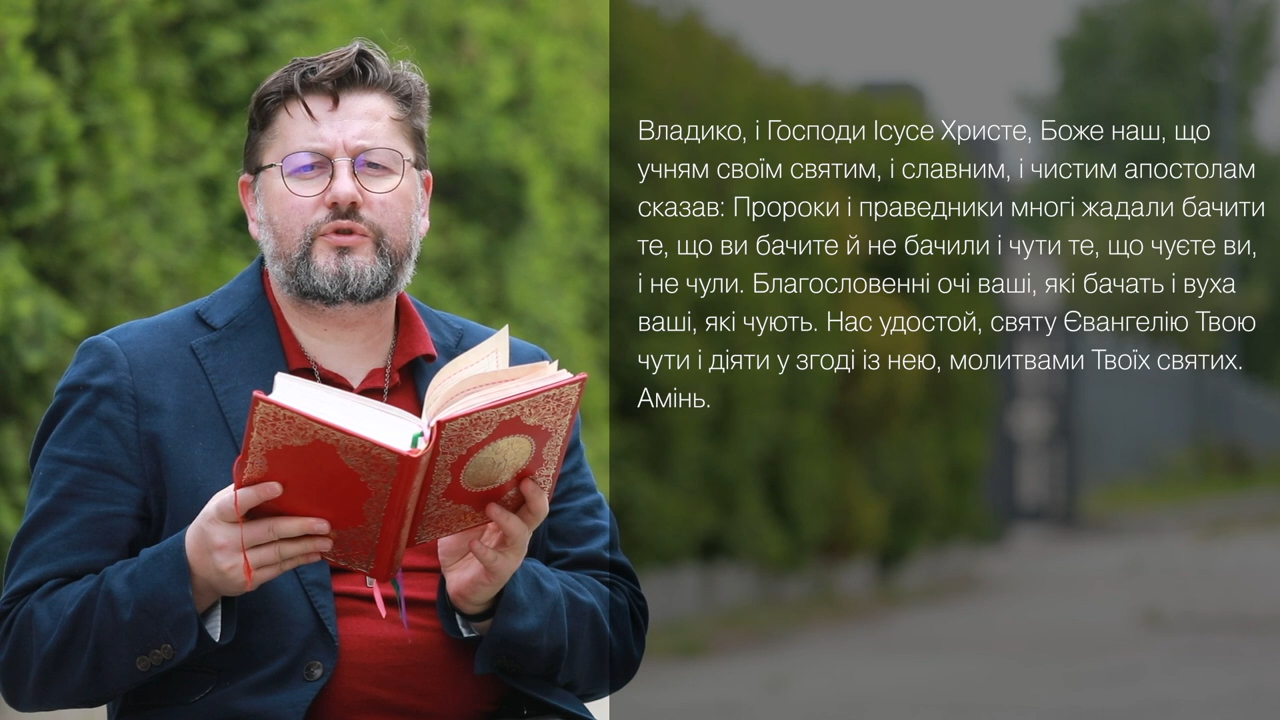 Владико, і Господи Ісусе Христе, Боже наш, що
учням своїм святим, і славним, і чистим апостолам
сказав: Пророки і праведники многі жадали бачити
те, що ви бачите й не бачили і чути те, що чуєте ви,
і не чули. Благословенні очі ваші, які бачать і вуха
ваші, які чують. Нас удостой, святу Євангелію Твою
чути і діяти у згоді із нею, молитвами Твоїх святих.
Амінь.